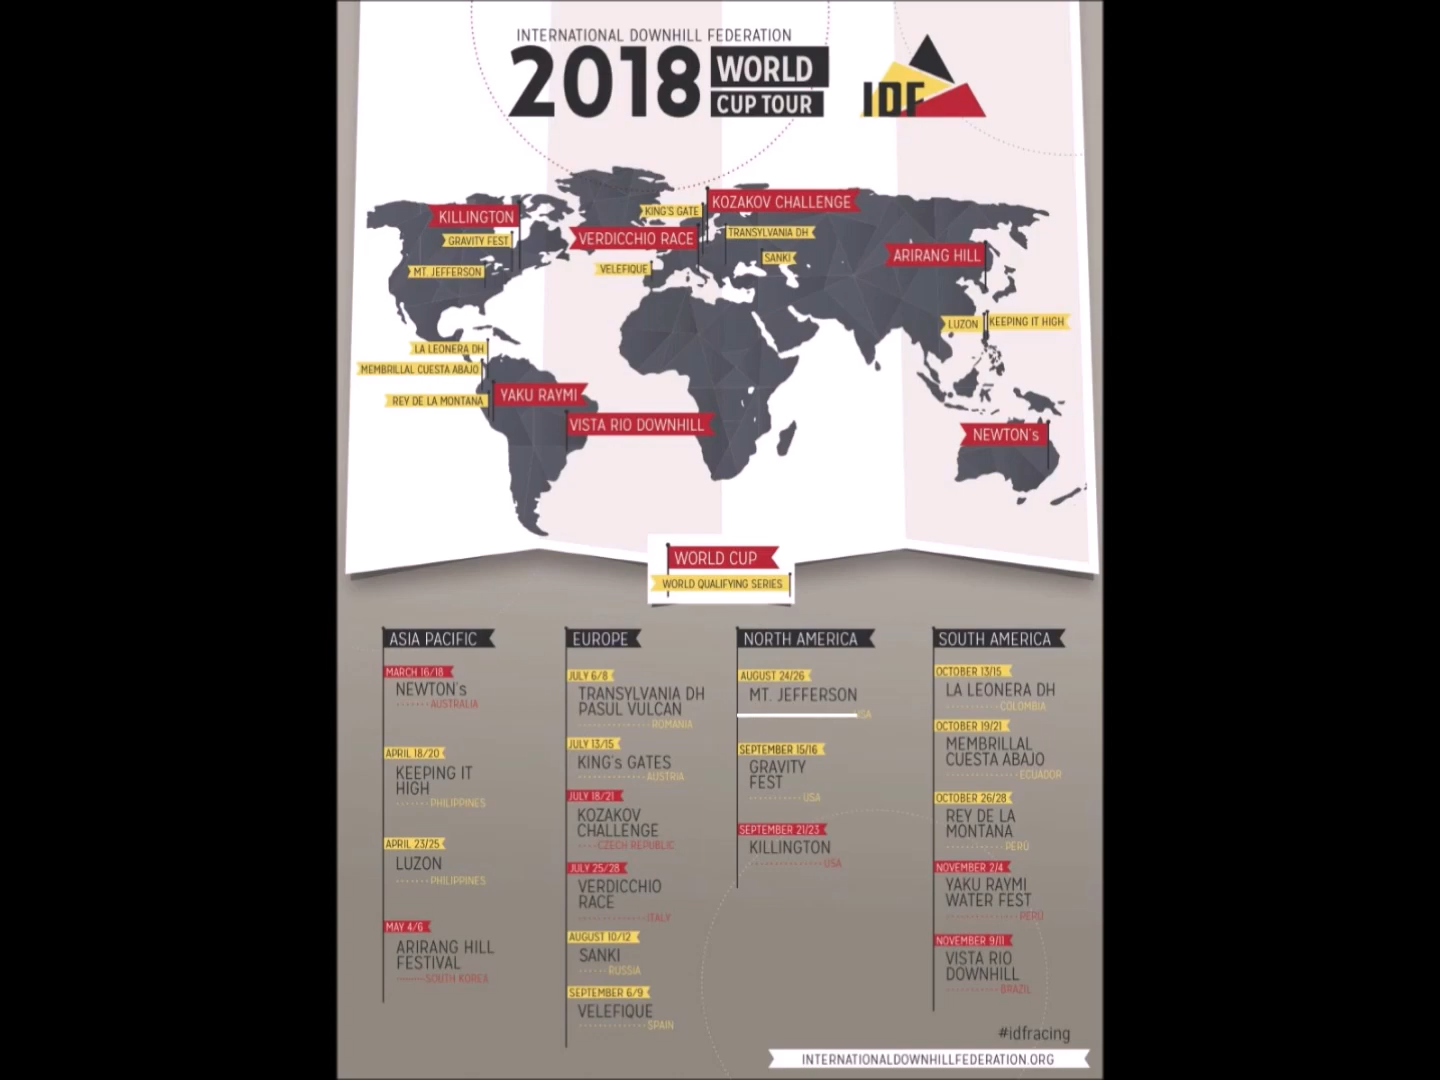 INTERNATIONAL DOWNHILL FEDERATION
2018 WORLD
CUP TOUR
IDF
KILLINGTON
GRAVITY FEST
MT. JEFFERSON
KING'S GATE
KOZAKOV CHALLENGE
VERDICCHIO RACE
TRANSYLVANIA DH
VELEFIQUE
SANKI
ARIRANG HILL
LUZON
KEEPING IT HIGH
LA LEONERA DH
MEMBRILLAL CUESTA ABAJO
REY DE LA MONTANA
YAKU RAYMI
VISTA RIO DOWNHILL
NEWTON's
WORLD CUP
WORLD QUALIFYING SERIES
ASIA PACIFIC
MARCH 16/18
NEWTON's
AUSTRALIA
APRIL 18/20
KEEPING IT
HIGH
PHILIPPINES
APRIL 23/25
LUZON
PHILIPPINES
MAY 4/6
ARIRANG HILL
FESTIVAL
SOUTH KOREA
EUROPE
JULY 6/8
TRANSYLVANIA DH
PASUL VULCAN
ROMANIA
JULY 13/15
KING's GATES
AUSTRIA
JULY 18/21
KOZAKOV
CHALLENGE
CZECH REPUBLIC
JULY 25/28
VERDICCHIO
RACE
ITALY
AUGUST 10/12
SANKI
RUSSIA
SEPTEMBER 6/9
VELEFIQUE
SPAIN
NORTH AMERICA
AUGUST 24/26
MT. JEFFERSON
USA
SEPTEMBER 15/16
GRAVITY
FEST
USA
SEPTEMBER 21/23
KILLINGTON
USA
SOUTH AMERICA
OCTOBER 13/15
LA LEONERA DH
COLOMBIA
OCTOBER 19/21
MEMBRILLAL
CUESTA ABAJO
ECUADOR
OCTOBER 26/28
REY DE LA
MONTANA
PERÚ
NOVEMBER 2/4
YAKU RAYMI
WATER FEST
PERÚ
NOVEMBER 9/11
VISTA RIO
DOWNHILL
BRAZIL
#idfracing
INTERNATIONALDOWNHILLFEDERATION.ORG